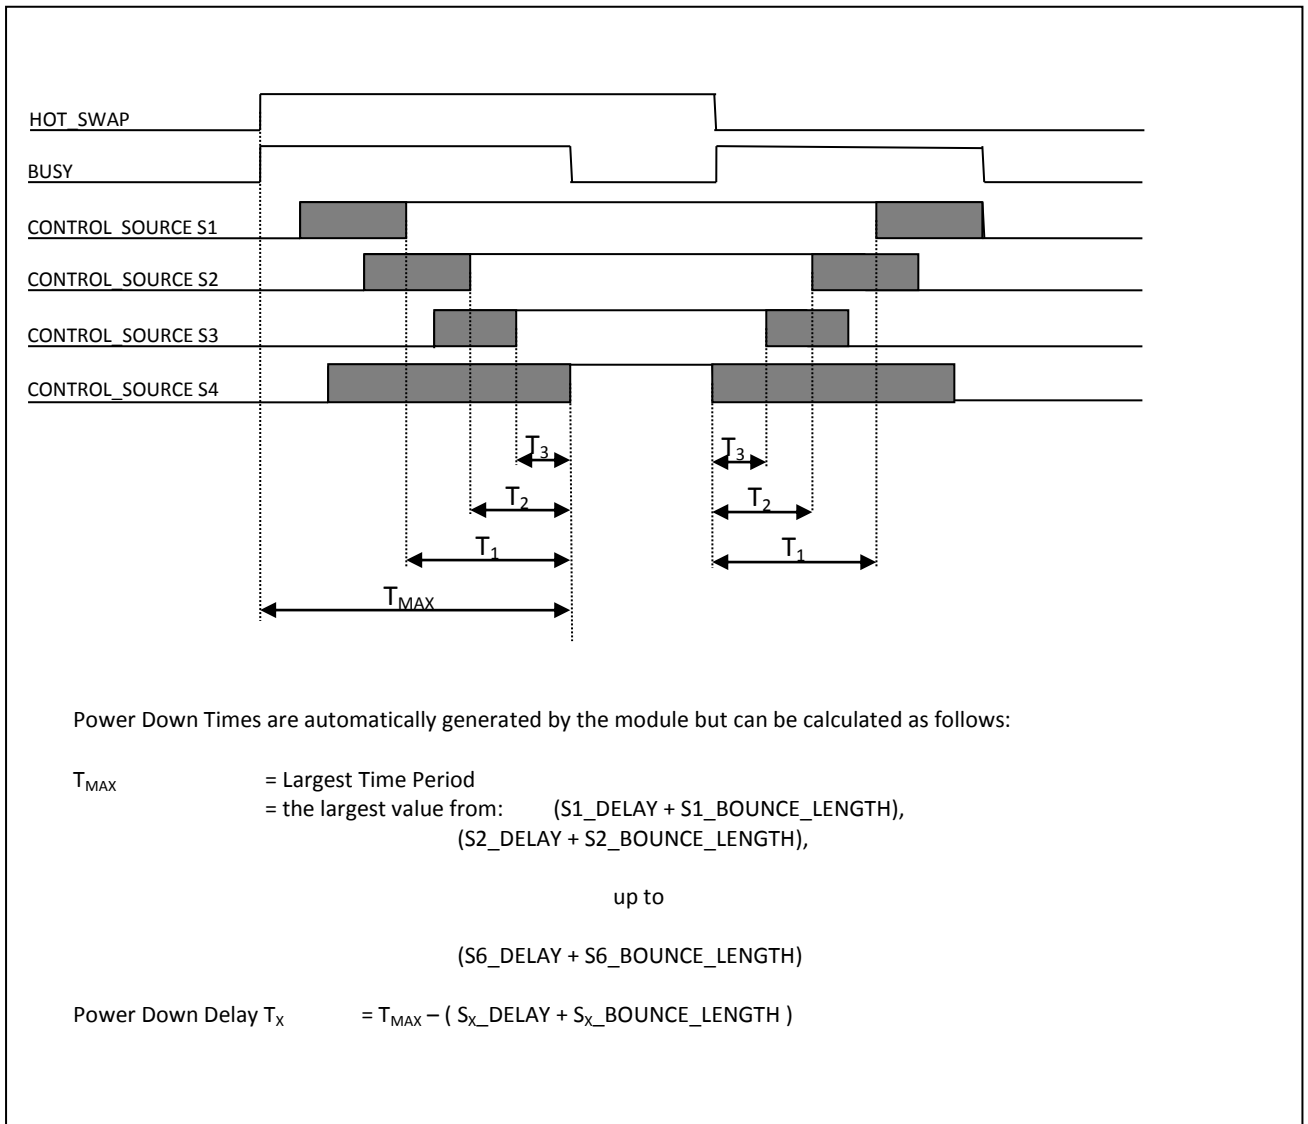 HOT_SWAP
BUSY
CONTROL_SOURCE S1
CONTROL_SOURCE S2
CONTROL_SOURCE S3
CONTROL_SOURCE S4
T3 T3
T2 T2
T1 T1
TMAX
Power Down Times are automatically generated by the module but can be calculated as follows:
TMAX = Largest Time Period
= the largest value from: (S1_DELAY + S1_BOUNCE_LENGTH),
(S2_DELAY + S2_BOUNCE_LENGTH),
up to
(S6_DELAY + S6_BOUNCE_LENGTH)
Power Down Delay TX = TMAX – ( SX_DELAY + SX_BOUNCE_LENGTH )